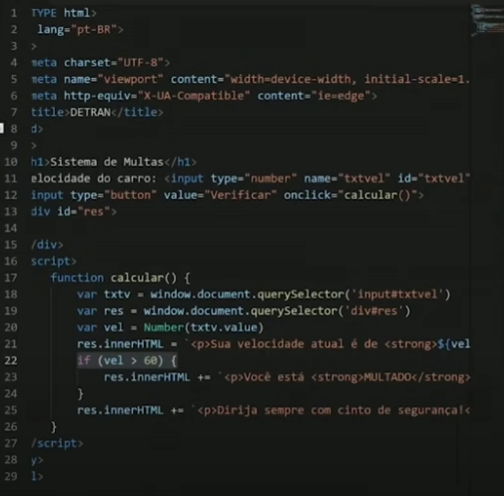 1 TYPE html>
2 lang="pt-BR">
3 >
4 meta charset="UTF-8">
5 meta name="viewport" content="width=device-width, initial-scale=1.
6 meta http-equiv="X-UA-Compatible" content="ie=edge">
7 title>DETRAN</title>
8 d>
9 >
10 h1>Sistema de Multas</h1>
11 elocidade do carro: <input type="number" name="txtvel" id="txtvel"
12 input type="button" value="Verificar" onclick="calcular()">
13 div id="res">
14
15 /div>
16 script>
17 function calcular() {
18 var txtv = window.document.querySelector('input#txtvel')
19 var res = window.document.querySelector('div#res')
20 var vel = Number(txtv.value)
21 res.innerHTML = `<p>Sua velocidade atual é de <strong>${vel
22 if (vel > 60) {
23 res.innerHTML += `<p>Você está <strong>MULTADO</strong>
24 }
25 res.innerHTML += `<p>Dirija sempre com cinto de segurança!<
26 }
27 /script>
28 y>
29 l>